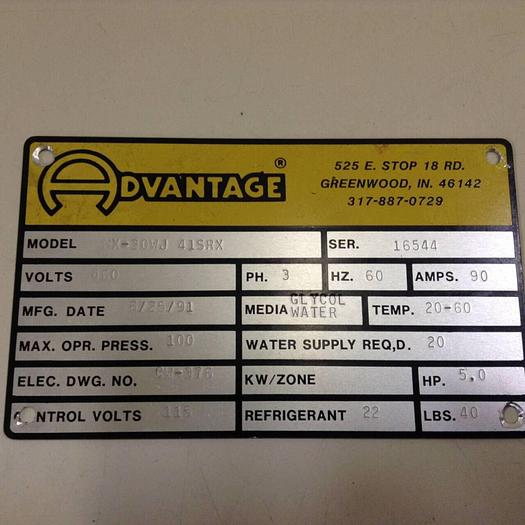 ADVANTAGE ®
525 E. STOP 18 RD.
GREENWOOD, IN. 46142
317-887-0729
MODEL 41SRX SER. 16544
VOLTS 460 PH. 3 HZ. 60 AMPS. 90
MFG. DATE MEDIA GLYCOL WATER TEMP. 20-60
MAX. OPR. PRESS. 100 WATER SUPPLY REQ,D. 20
ELEC. DWG. NO. KW/ZONE HP. 5.0
CONTROL VOLTS 115 REFRIGERANT 22 LBS. 40